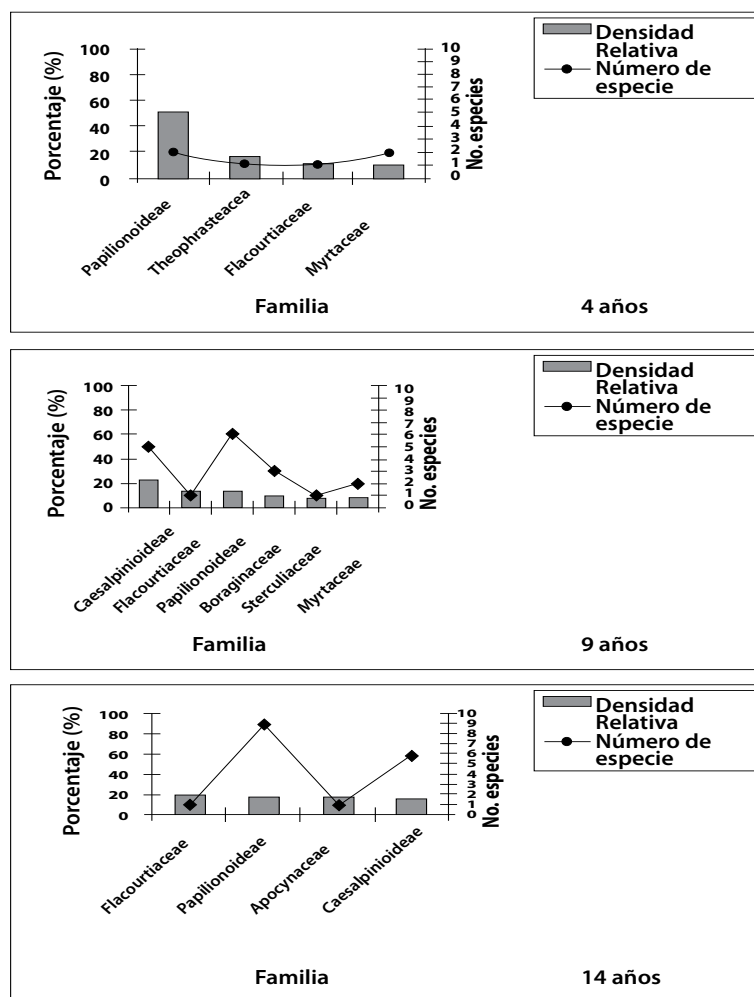 Densidad
Relativa
Número de
especie
Porcentaje (%)
100
80
60
40
20
0
10
9
8
7
6
5
4
3
2
1
0
No. especies
Papilionoideae
Theophrasteacea
Flacourtiaceae
Myrtaceae
Familia
4 años
Densidad
Relativa
Número de
especie
Porcentaje (%)
100
80
60
40
20
0
10
9
8
7
6
5
4
3
2
1
0
No. especies
Caesalpinioideae
Flacourtiaceae
Papilionoideae
Boraginaceae
Sterculiaceae
Myrtaceae
Familia
9 años
Densidad
Relativa
Número de
especie
Porcentaje (%)
100
80
60
40
20
0
10
9
8
7
6
5
4
3
2
1
0
No. especies
Flacourtiaceae
Papilionoideae
Apocynaceae
Caesalpinioideae
Familia
14 años